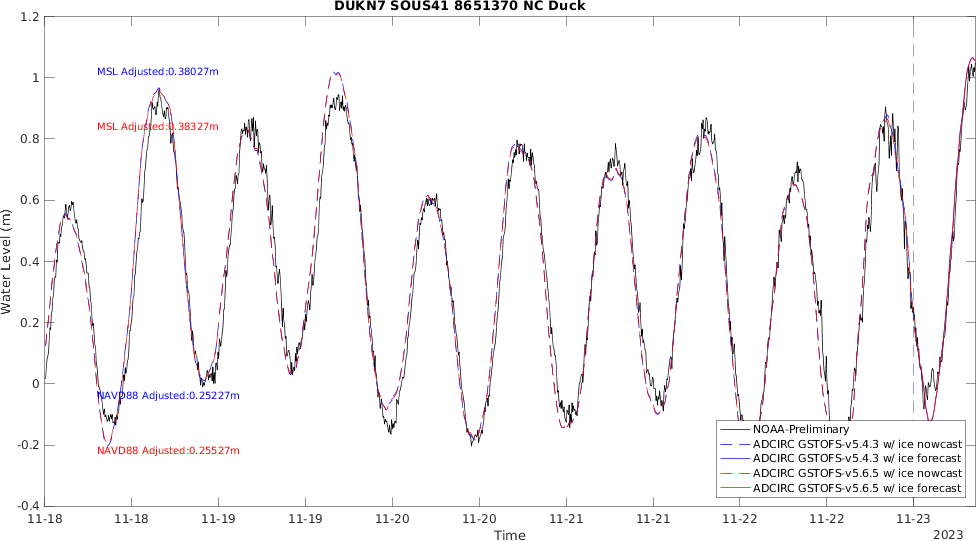 DUKN7 SOUS41 8651370 NC Duck
1.2
1
0.8
0.6
0.4
0.2
0
-0.2
-0.4
Water Level (m)
MSL Adjusted:0.38027m
MSL Adjusted:0.38327m
NAVD88 Adjusted:0.25227m
NAVD88 Adjusted:0.25527m
NOAA-Preliminary
ADCIRC GSTOFS-v5.4.3 w/ ice nowcast
ADCIRC GSTOFS-v5.4.3 w/ ice forecast
ADCIRC GSTOFS-v5.6.5 w/ ice nowcast
ADCIRC GSTOFS-v5.6.5 w/ ice forecast
11-18 11-18 11-19 11-19 11-20 11-20 11-21 11-21 11-22 11-22 11-23
Time
2023